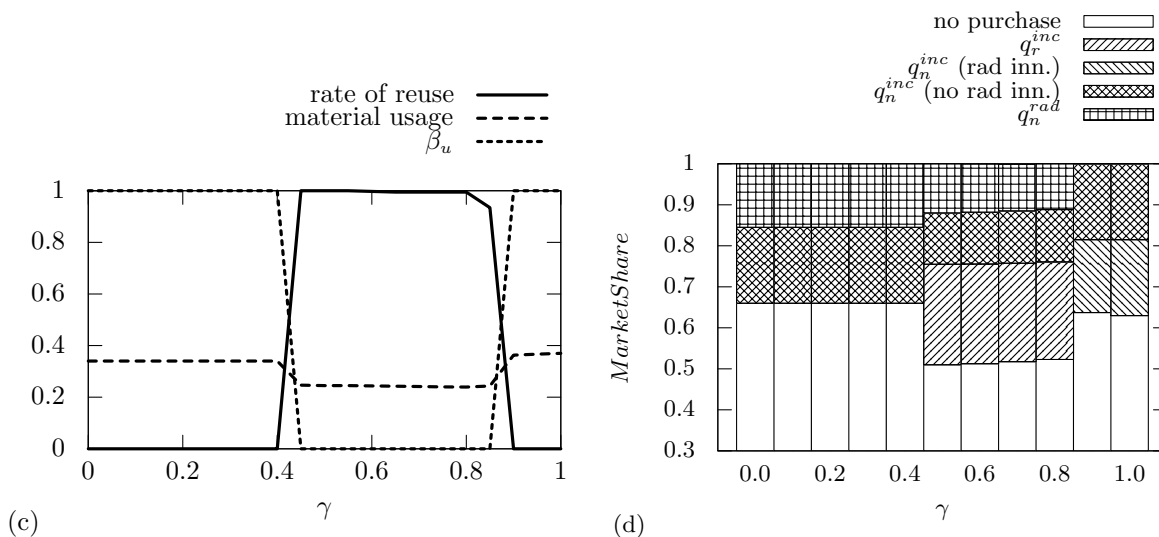 rate of reuse
material usage
β_u
1
0.8
0.6
0.4
0.2
0
0 0.2 0.4 0.6 0.8 1
γ
(c)
no purchase
q_r^{inc}
q_n^{inc} (rad inn.)
q_n^{inc} (no rad inn.)
q_n^{rad}
MarketShare
1
0.9
0.8
0.7
0.6
0.5
0.4
0.3
0.0 0.2 0.4 0.6 0.8 1.0
γ
(d)